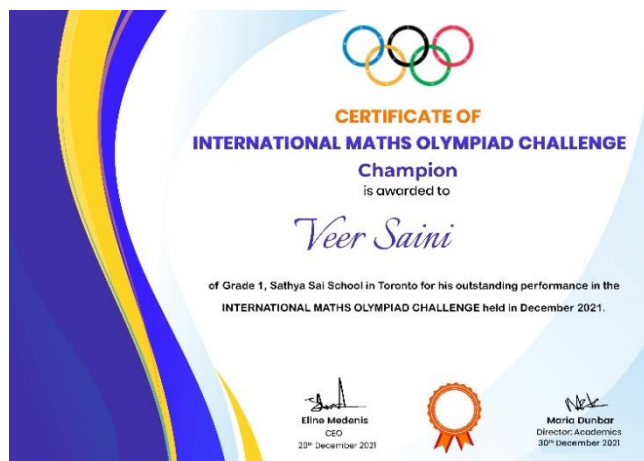 CERTIFICATE OF
INTERNATIONAL MATHS OLYMPIAD CHALLENGE
Champion
is awarded to
Veer Saini
of Grade 1, Sathya Sai School in Toronto for his outstanding performance in the
INTERNATIONAL MATHS OLYMPIAD CHALLENGE held in December 2021.
Eline Medenis
CEO
20th December 2021
Maria Dunbar
Director: Academics
30th December 2021